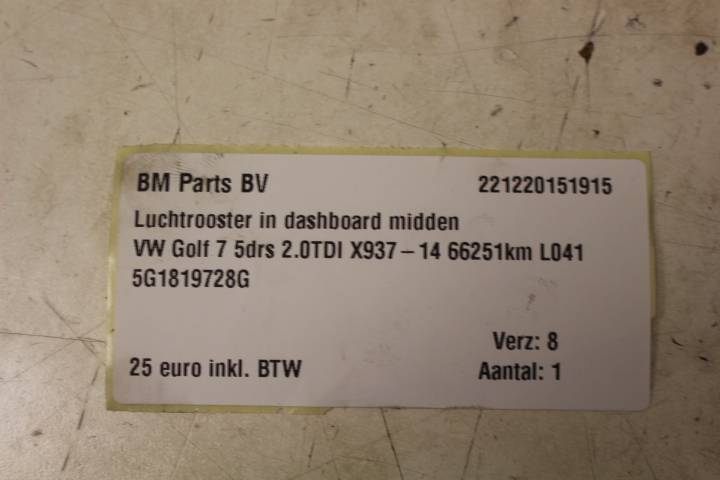 BM Parts BV 221220151915
Luchtrooster in dashboard midden
VW Golf 7 5drs 2.0TDI X937 – 14 66251km L041
5G1819728G
Verz: 8
25 euro inkl. BTW Aantal: 1